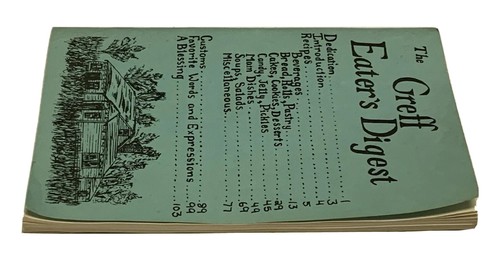 The
Greff
Eater's Digest
Dedication..................1
Introduction..................3
Recipes..................4
Beverages..................5
Bread, Rolls, Pastry..................13
Cakes, Cookies, Desserts..................29
Candy, Jelly, Pickles..................45
Main Dishes..................49
Soups, Salads..................69
Miscellaneous..................77
Customs..................89
Favorite Words and Expressions..........99
A Blessing..................103